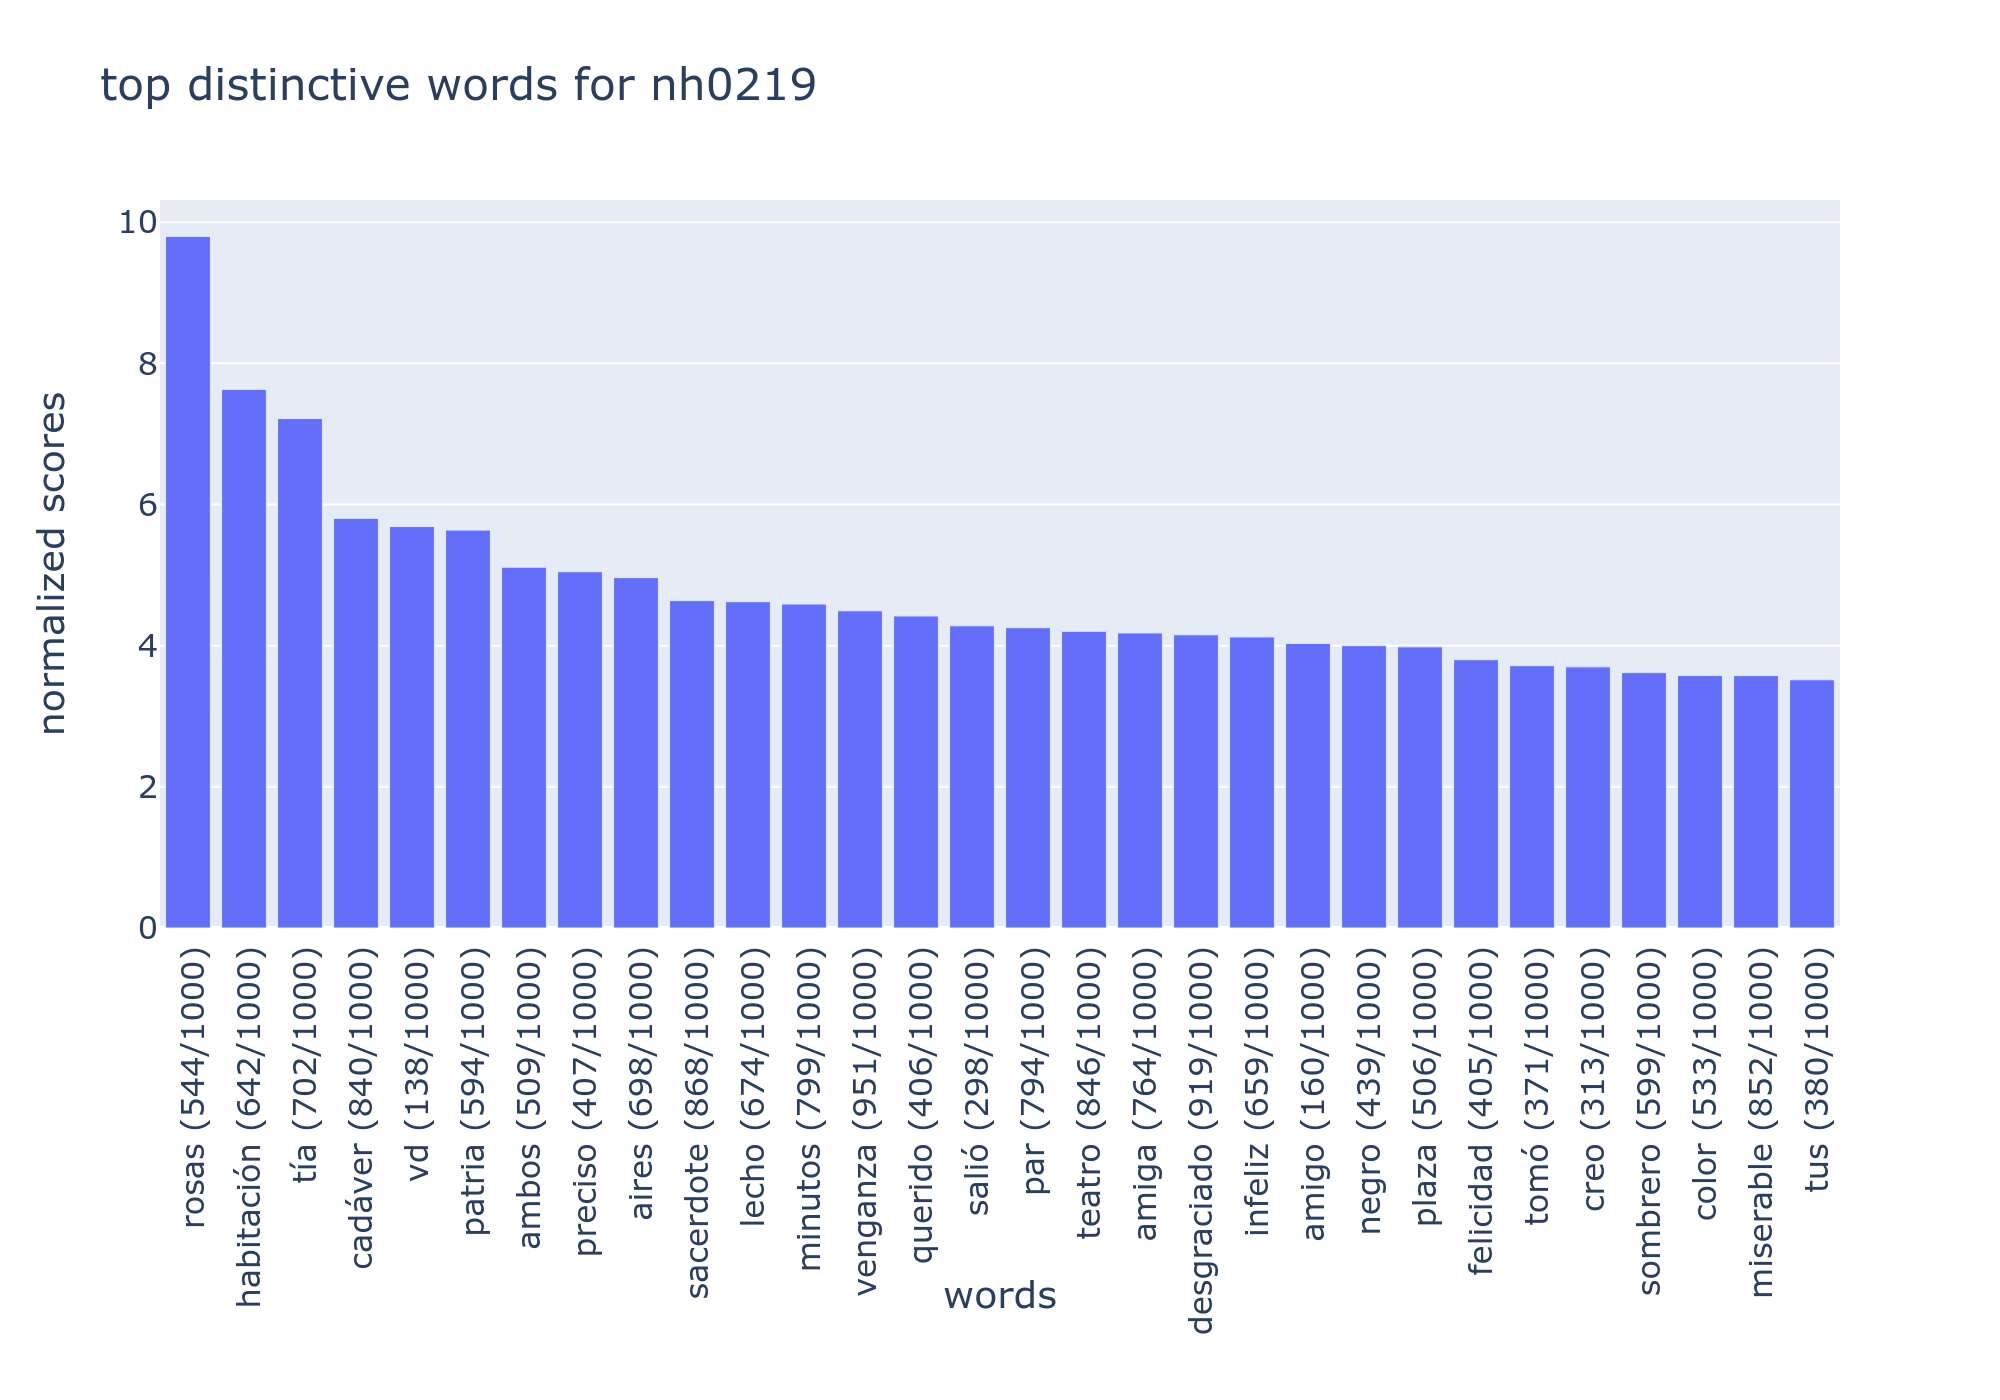 top distinctive words for nh0219
normalized scores
10
8
6
4
2
0
rosas (544/1000)
habitación (642/1000)
tía (702/1000)
cadáver (840/1000)
vd (138/1000)
patria (594/1000)
ambos (509/1000)
preciso (407/1000)
aires (698/1000)
sacerdote (868/1000)
lecho (674/1000)
minutos (799/1000)
venganza (951/1000)
querido (406/1000)
salió (298/1000)
par (794/1000)
teatro (846/1000)
amiga (764/1000)
desgraciado (919/1000)
infeliz (659/1000)
amigo (160/1000)
negro (439/1000)
plaza (506/1000)
felicidad (405/1000)
tomó (371/1000)
creo (313/1000)
sombrero (599/1000)
color (533/1000)
miserable (852/1000)
tus (380/1000)
words